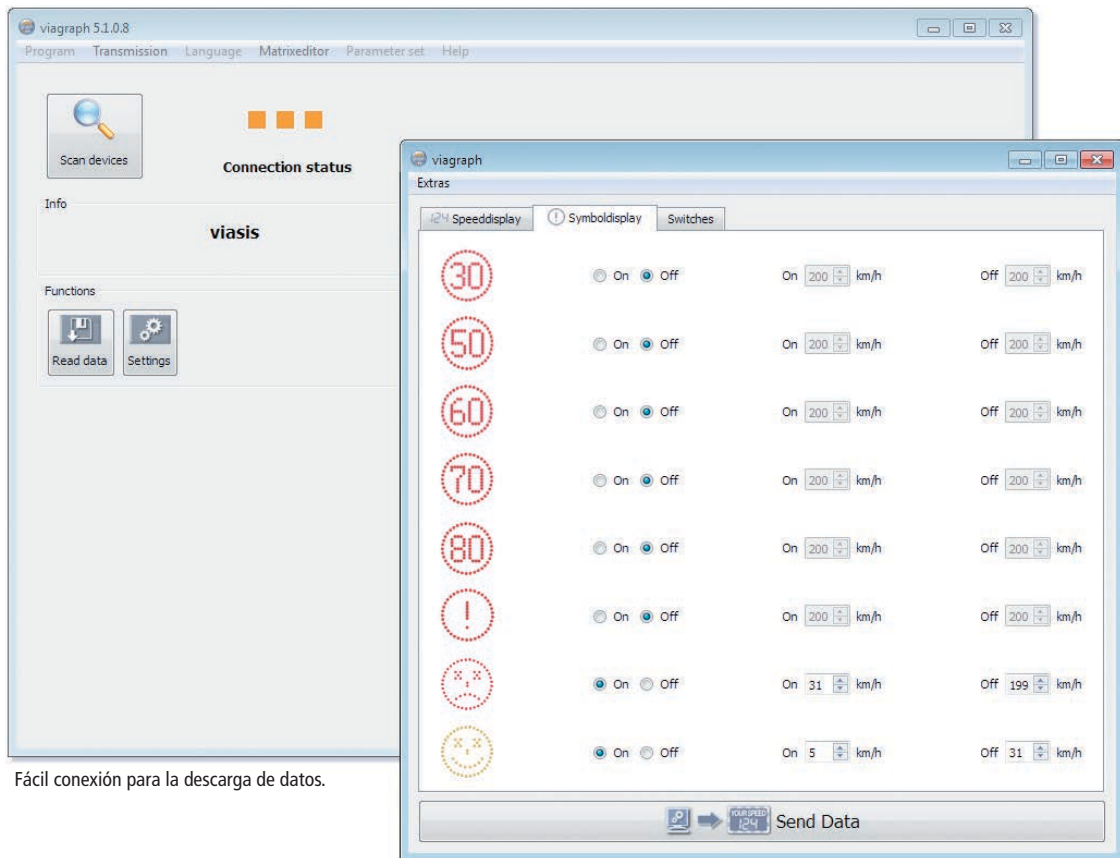 viagraph 5.1.0.8
Program Transmission Language Matrixeditor Parameter set Help
Scan devices
Connection status
Info
viasis
Functions
Read data Settings
Fácil conexión para la descarga de datos.
viagraph
Extras
124 Speeddisplay ! Symboldisplay Switches
30 On Off On 200 km/h Off 200 km/h
50 On Off On 200 km/h Off 200 km/h
60 On Off On 200 km/h Off 200 km/h
70 On Off On 200 km/h Off 200 km/h
80 On Off On 200 km/h Off 200 km/h
! On Off On 200 km/h Off 200 km/h
On Off On 31 km/h Off 199 km/h
On Off On 5 km/h Off 31 km/h
YOUR SPEED
124 Send Data